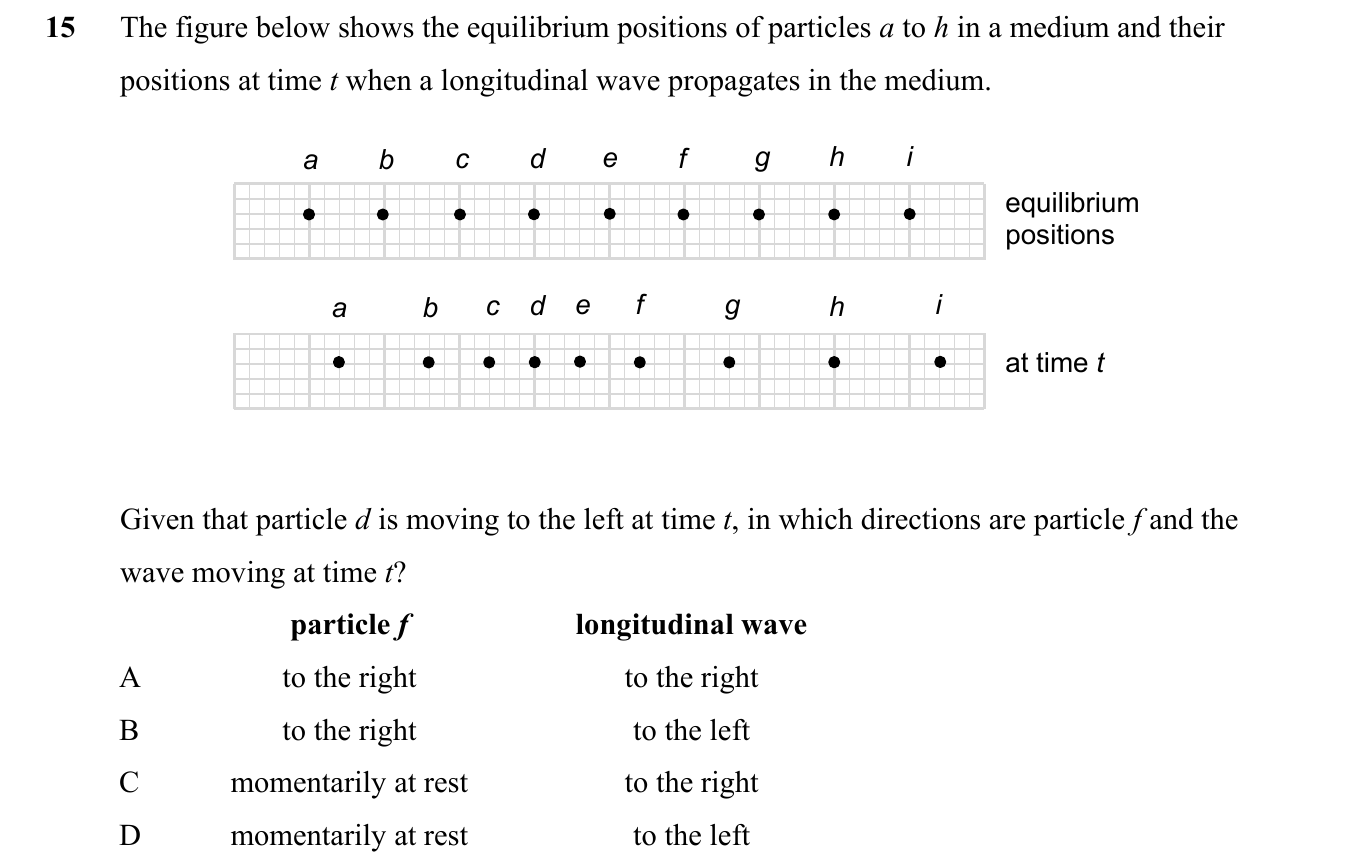 15 The figure below shows the equilibrium positions of particles a to h in a medium and their
positions at time t when a longitudinal wave propagates in the medium.
a b c d e f g h i
equilibrium
positions
a b c d e f g h i
at time t
Given that particle d is moving to the left at time t, in which directions are particle f and the
wave moving at time t?
particle f longitudinal wave
A to the right to the right
B to the right to the left
C momentarily at rest to the right
D momentarily at rest to the left